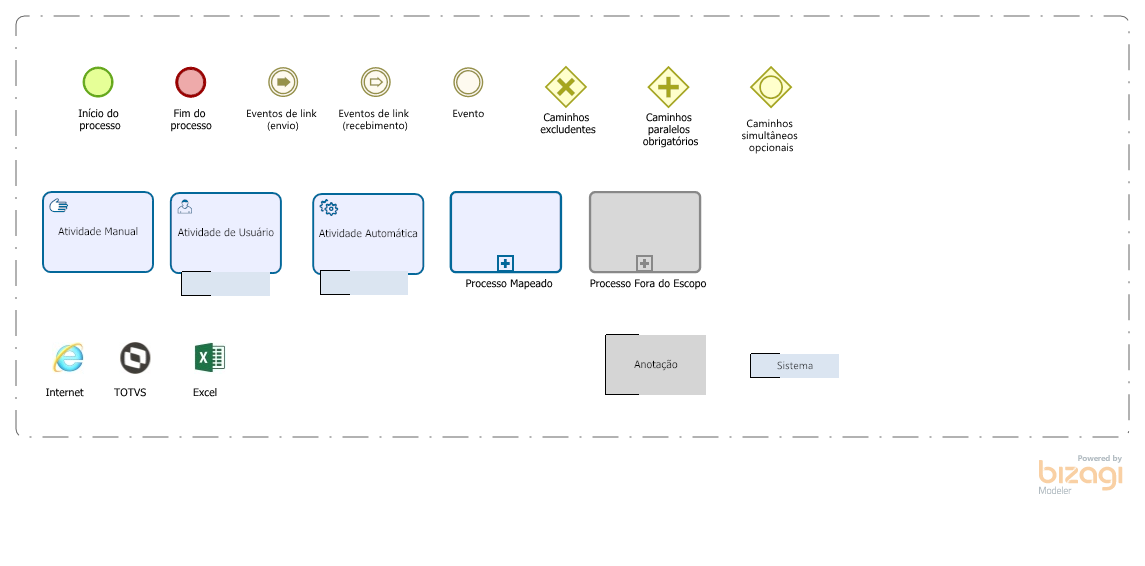 Início do
processo
Fim do
processo
Eventos de link
(envio)
Eventos de link
(recebimento)
Evento
Caminhos
excludentes
Caminhos
paralelos
obrigatórios
Caminhos
simultâneos
opcionais
Atividade Manual
Atividade de Usuário
Atividade Automática
Processo Mapeado
Processo Fora do Escopo
Internet
TOTVS
X
Excel
Anotação
Sistema
Powered by
bizagi
Modeler